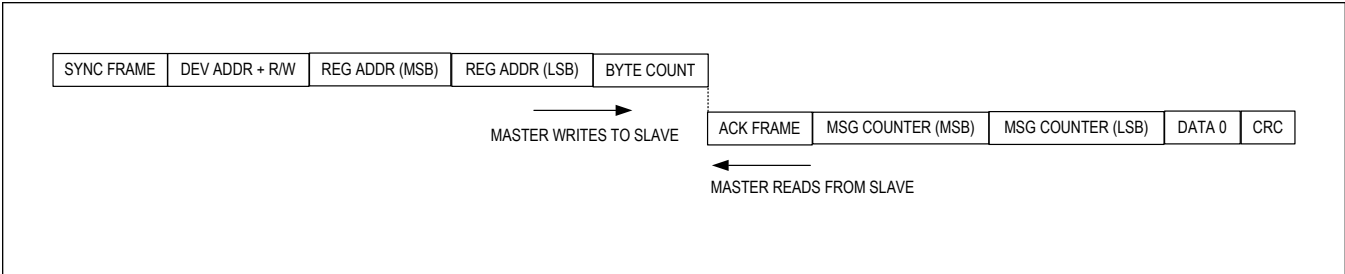 SYNC FRAME DEV ADDR + R/W REG ADDR (MSB) REG ADDR (LSB) BYTE COUNT
MASTER WRITES TO SLAVE
ACK FRAME MSG COUNTER (MSB) MSG COUNTER (LSB) DATA 0 CRC
MASTER READS FROM SLAVE